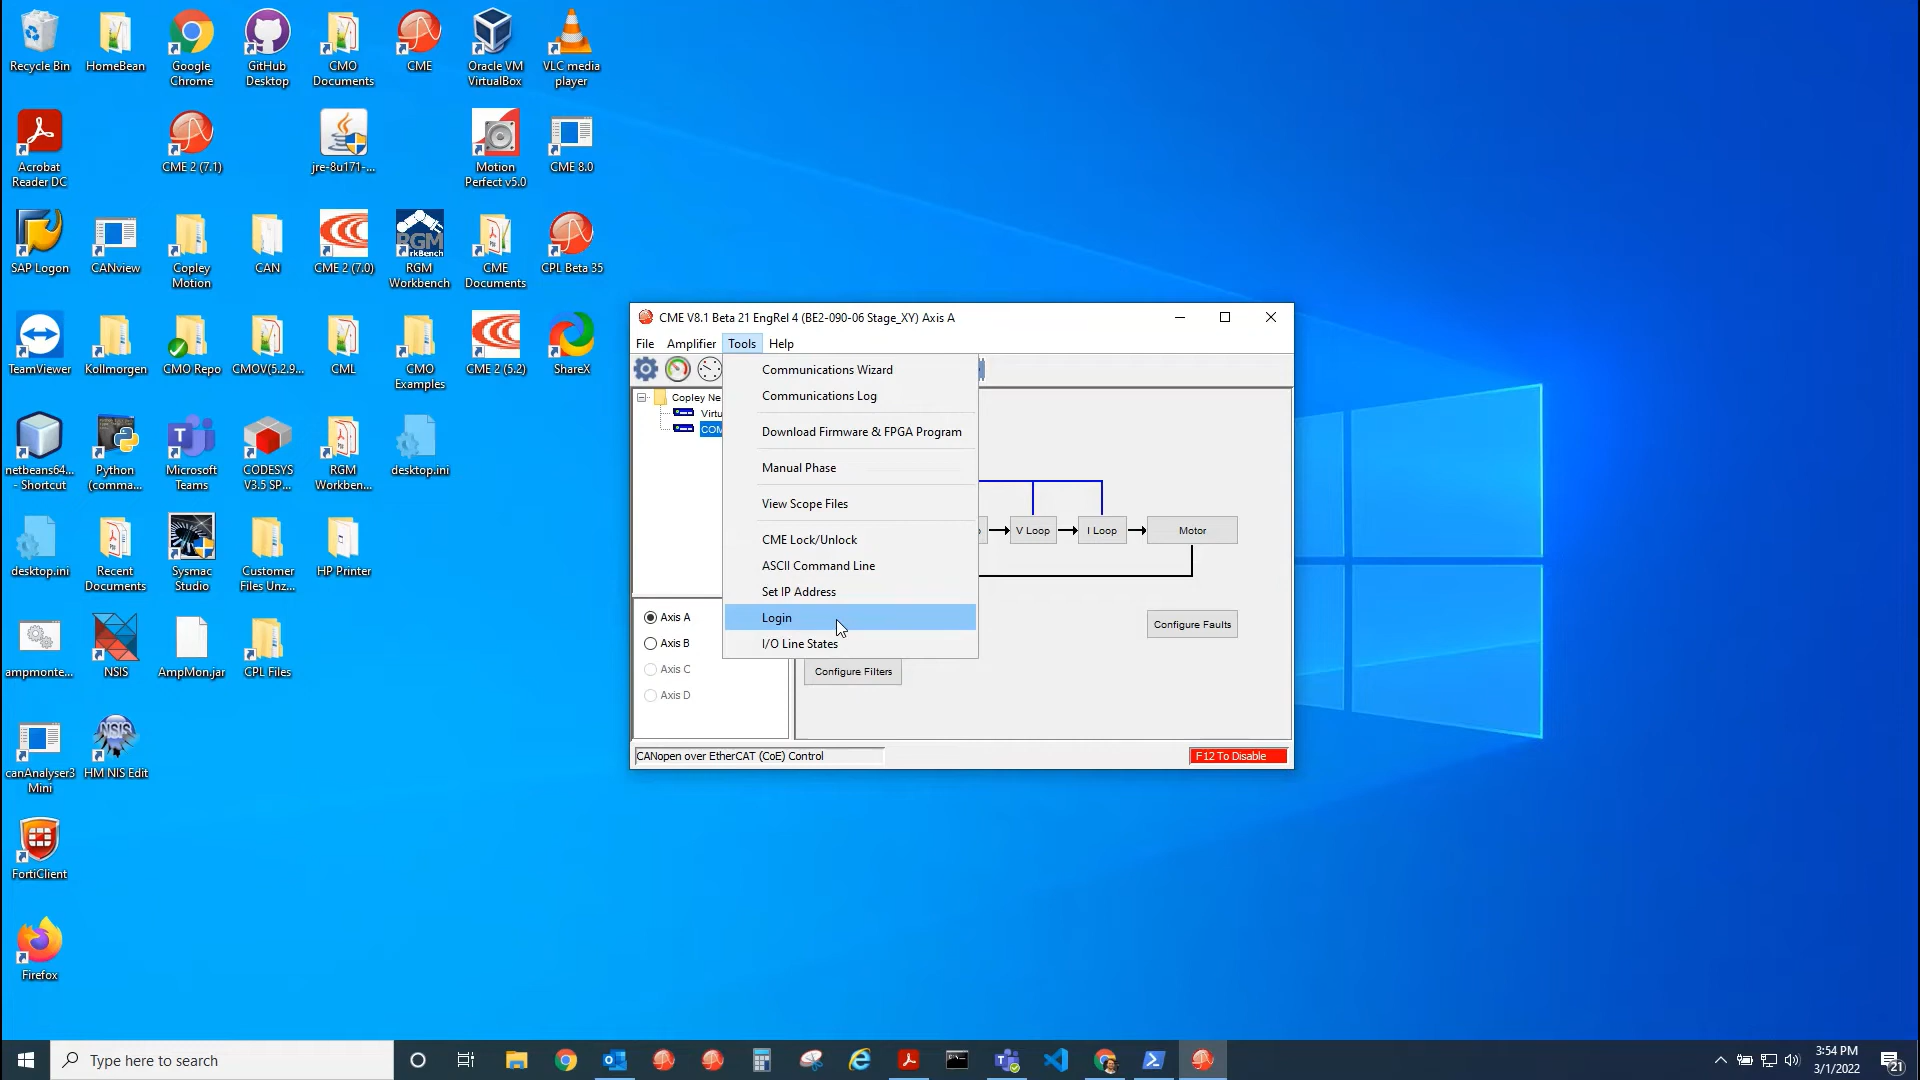 Recycle Bin
HomeBean
Google
Chrome
GitHub
Desktop
CMO
Documents
CME
Oracle VM
VirtualBox
VLC media
player
Acrobat
Reader DC
CME 2 (7.1)
jre-8u171-...
Motion
Perfect v5.0
CME 8.0
SAP Logon
CANview
Copley
Motion
CAN
CME 2 (7.0)
RGM
Workbench
CME
Documents
CPL Beta 35
TeamViewer
Kollmorgen
CMO Repo
CMOV(5.2.9...
CML
CMO
Examples
CME 2 (5.2)
ShareX
netbeans64...
- Shortcut
Python
(comma...
Microsoft
Teams
CODESYS
V3.5 SP...
RGM
Workben...
desktop.ini
desktop.ini
Recent
Documents
Sysmac
Studio
Customer
Files Unz...
HP Printer
ampmonte...
NSIS
AmpMon.jar
CPL Files
canAnalyser3
Mini
HM NIS Edit
FortiClient
Firefox
CME V8.1 Beta 21 EngRel 4 (BE2-090-06 Stage_XY) Axis A
File Amplifier Tools Help
Copley Ne
Virtu
COM
Communications Wizard
Communications Log
Download Firmware & FPGA Program
Manual Phase
View Scope Files
CME Lock/Unlock
ASCII Command Line
Set IP Address
Login
I/O Line States
V Loop
I Loop
Motor
Axis A
Axis B
Axis C
Axis D
Configure Faults
Configure Filters
CANopen over EtherCAT (CoE) Control
F12 To Disable
Type here to search
3:54 PM
3/1/2022
21